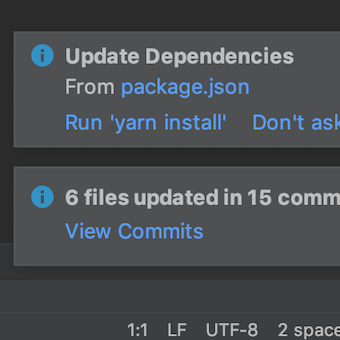 Update Dependencies
From package.json
Run 'yarn install' Don't ask
6 files updated in 15 comm
View Commits
1:1 LF UTF-8 2 space